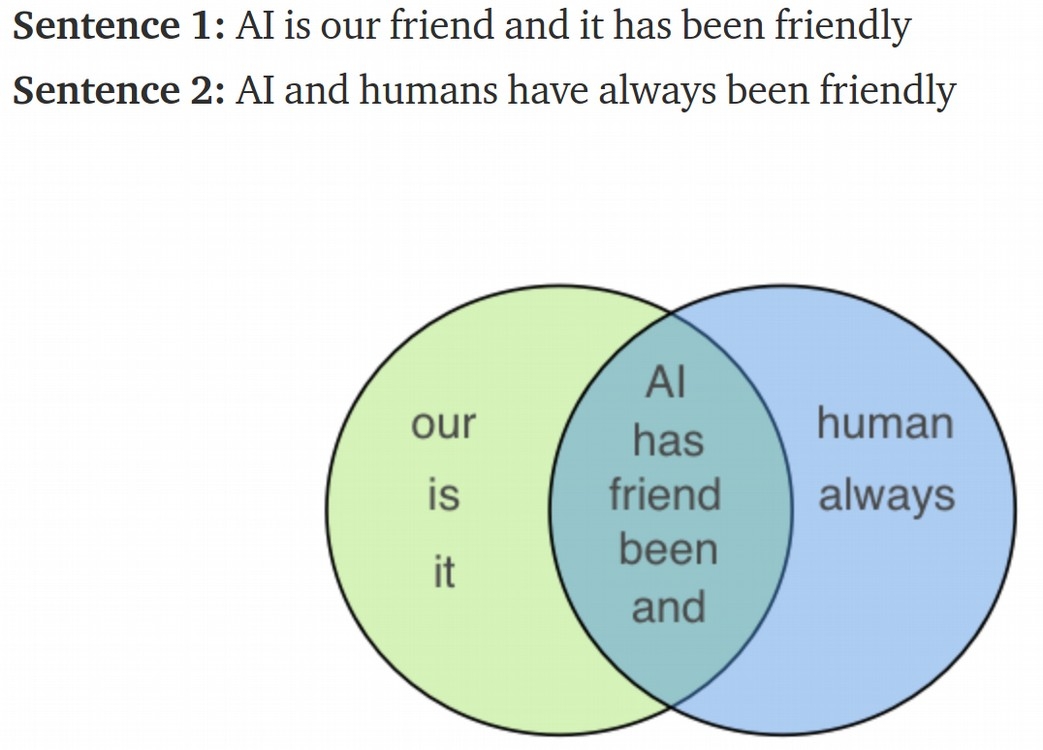 Sentence 1: AI is our friend and it has been friendly
Sentence 2: AI and humans have always been friendly
our
is
it
AI
has
friend
been
and
human
always